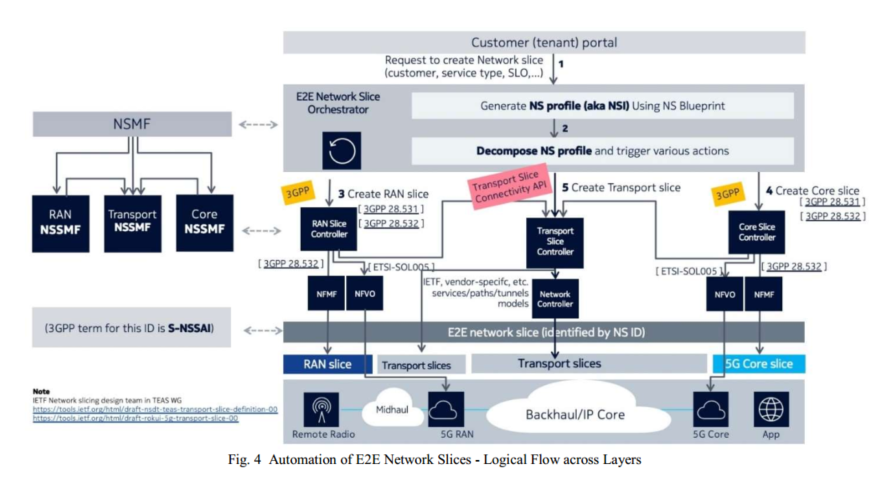 Customer (tenant) portal
Request to create Network slice
(customer, service type, SLO,...)
1
E2E Network Slice
Orchestrator
Generate NS profile (aka NSI) Using NS Blueprint
2
Decompose NS profile and trigger various actions
NSMF
RAN
NSSMF
Transport
NSSMF
Core
NSSMF
3GPP
3 Create RAN slice
[ 3GPP 28.531 ]
[ 3GPP 28.532 ]
Transport Slice
Connectivity API
5 Create Transport slice
3GPP
4 Create Core slice
[ 3GPP 28.531 ]
[ 3GPP 28.532 ]
RAN Slice
Controller
Transport
Slice
Controller
Core Slice
Controller
[ 3GPP 28.532 ]
[ ETSI-SOL005 ]
[ ETSI-SOL005 ]
[ 3GPP 28.532 ]
NFMF
NFVO
IETF, vendor-specifc, etc.
services/paths/tunnels
models
Network
Controller
NFVO
NFMF
(3GPP term for this ID is S-NSSAI)
E2E network slice (identified by NS ID)
RAN slice
Transport slices
Transport slices
5G Core slice
Note
IETF Network slicing design team in TEAS WG
https://tools.ietf.org/html/draft-nsdt-teas-transport-slice-definition-00
https://tools.ietf.org/html/draft-rokui-5g-transport-slice-00
Remote Radio
Midhaul
5G RAN
Backhaul/IP Core
5G Core
App
Fig. 4 Automation of E2E Network Slices - Logical Flow across Layers